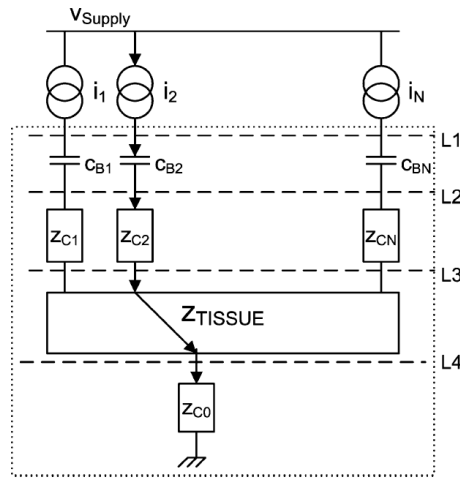 vSupply
i1 i2 iN
L1
cB1 cB2 cBN
L2
zC1 zC2 zCN
L3
ZTISSUE
L4
zC0